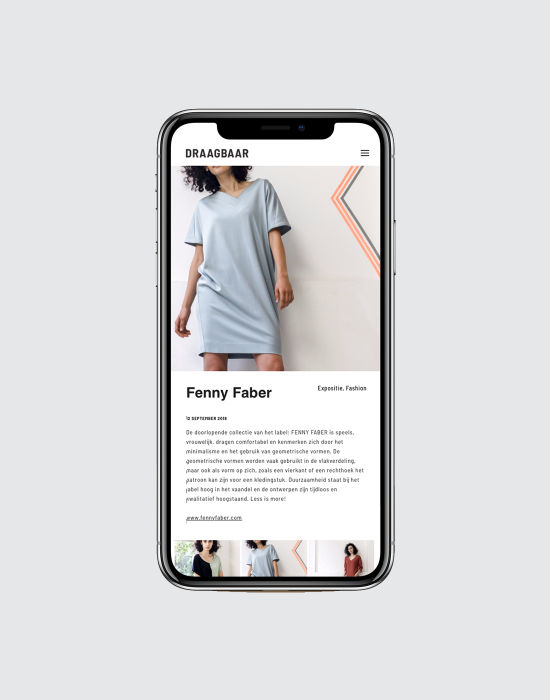 DRAAGBAAR
Fenny Faber
Expositie, Fashion
12 SEPTEMBER 2018
De doorlopende collectie van het label: FENNY FABER is speels,
vrouwelijk, dragen comfortabel en kenmerken zich door het
minimalisme en het gebruik van geometrische vormen. De
geometrische vormen worden vaak gebruikt in de vlakverdeling,
maar ook als vorm op zich, zoals een vierkant of een rechthoek het
patroon kan zijn voor een kledingstuk. Duurzaamheid staat bij het
label hoog in het vaandel en de ontwerpen zijn tijdloos en
kwalitatief hoogstaand. Less is more!
www.fennyfaber.com